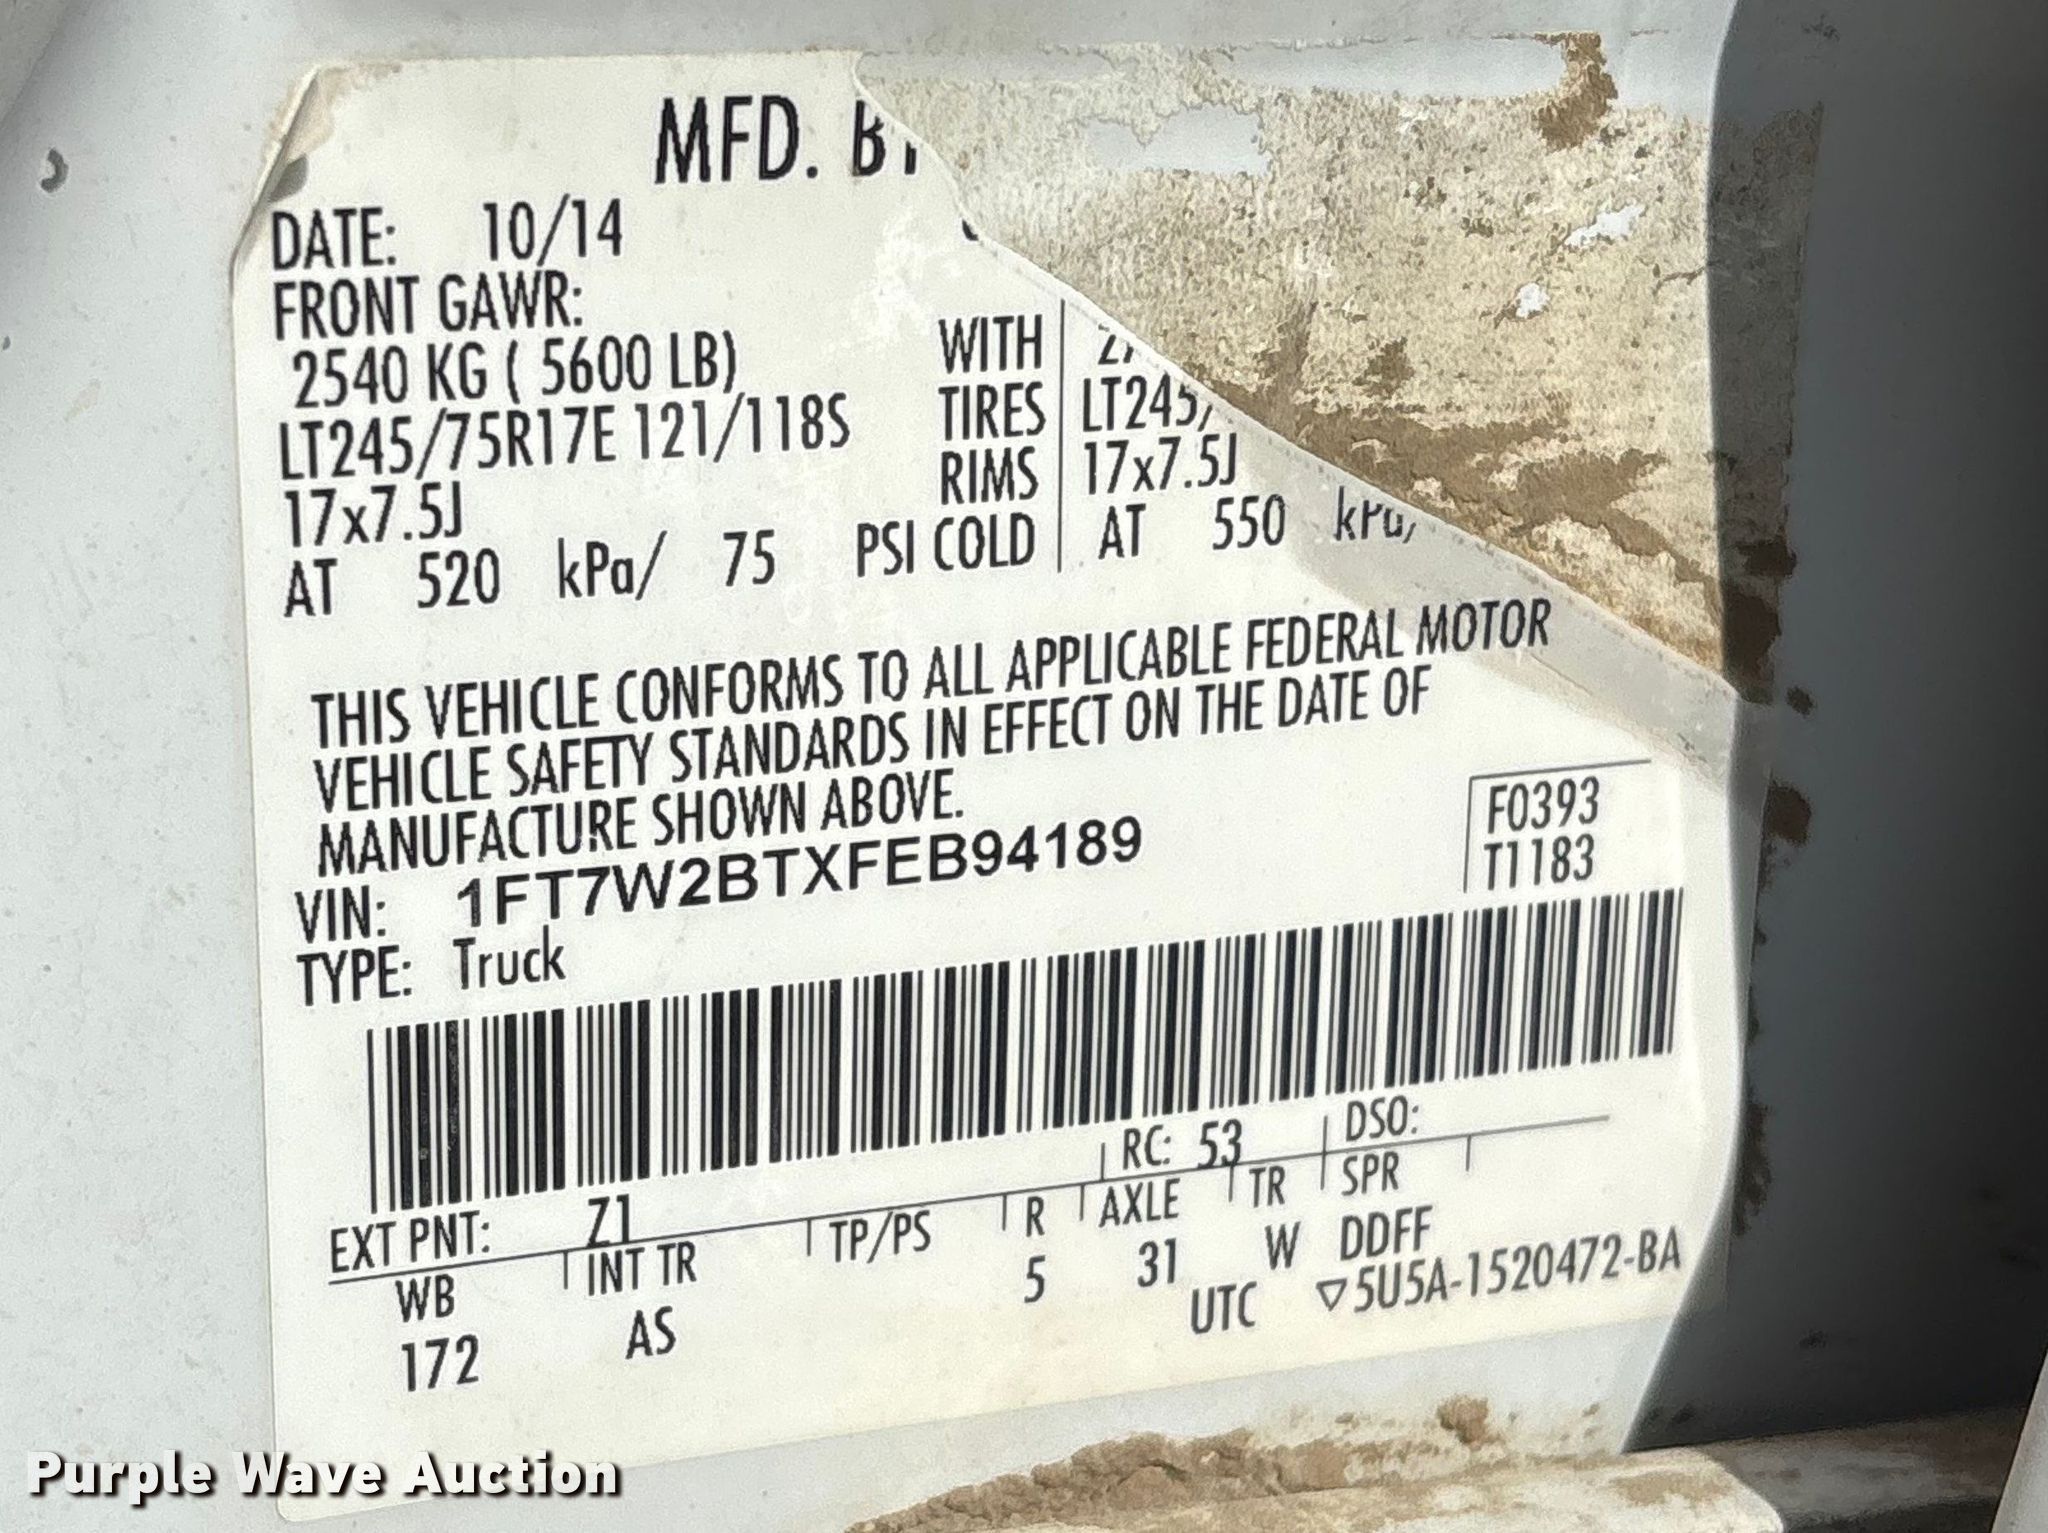 MFD.
DATE: 10/14
FRONT GAWR:
2540 KG ( 5600 LB) WITH
LT245/75R17E 121/118S TIRES LT245/
17x7.5J RIMS 17x7.5J
AT 520 kPa/ 75 PSI COLD AT 550 kPa/
THIS VEHICLE CONFORMS TO ALL APPLICABLE FEDERAL MOTOR
VEHICLE SAFETY STANDARDS IN EFFECT ON THE DATE OF
MANUFACTURE SHOWN ABOVE.
F0393
VIN: 1FT7W2BTXFEB94189
T1183
TYPE: Truck
EXT PNT: Z1 RC: 53 DSO:
WB INT TR TP/PS R AXLE TR SPR
172 AS 5 31 W DDFF
UTC ▽5U5A-1520472-BA
Purple Wave Auction